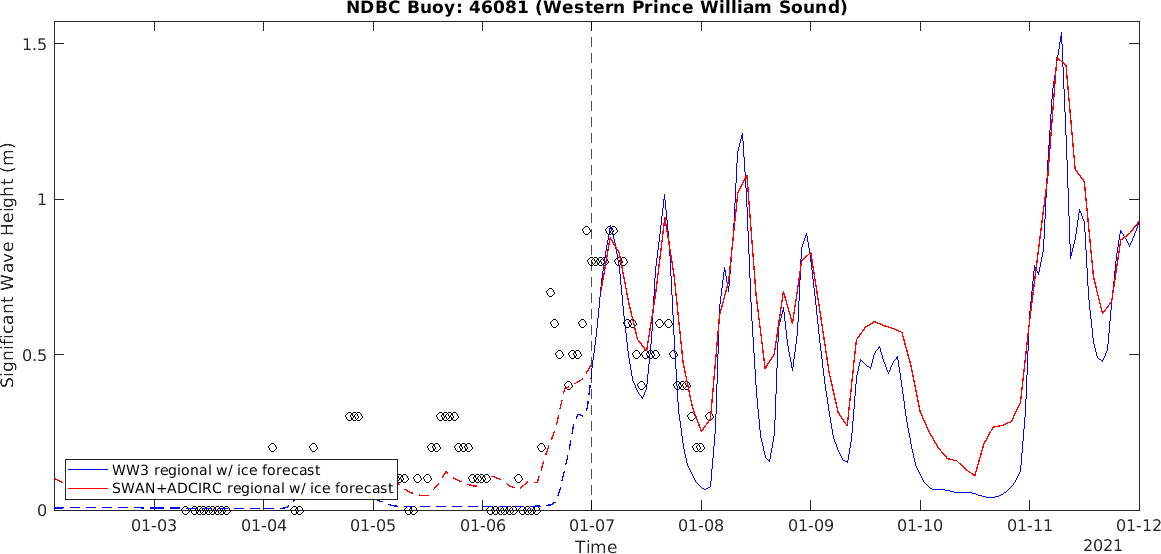 NDBC Buoy: 46081 (Western Prince William Sound)
Significant Wave Height (m)
1.5
1
0.5
0
WW3 regional w/ ice forecast
SWAN+ADCIRC regional w/ ice forecast
01-03 01-04 01-05 01-06 01-07 01-08 01-09 01-10 01-11 01-12
Time
2021